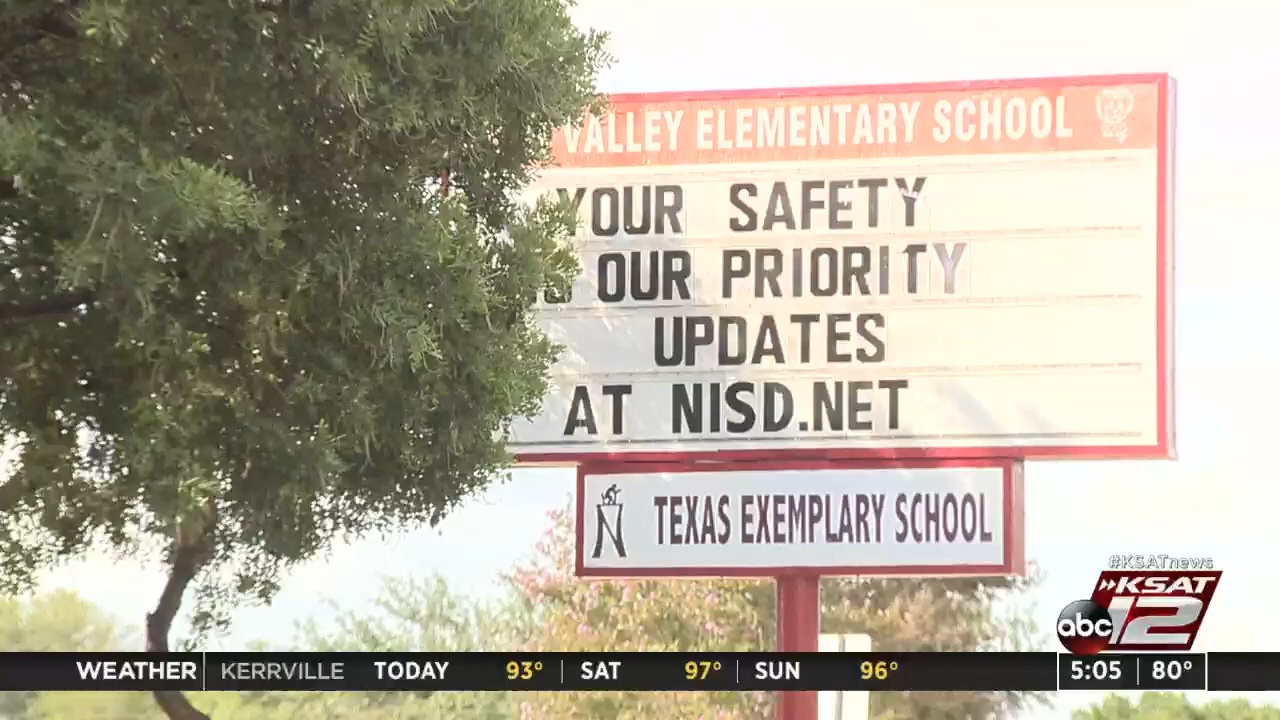 VALLEY ELEMENTARY SCHOOL
YOUR SAFETY
OUR PRIORITY
UPDATES
AT NISD.NET
N TEXAS EXEMPLARY SCHOOL
#KSATnews
KSAT
abc 12
WEATHER KERRVILLE TODAY 93° SAT 97° SUN 96° 5:05 80°